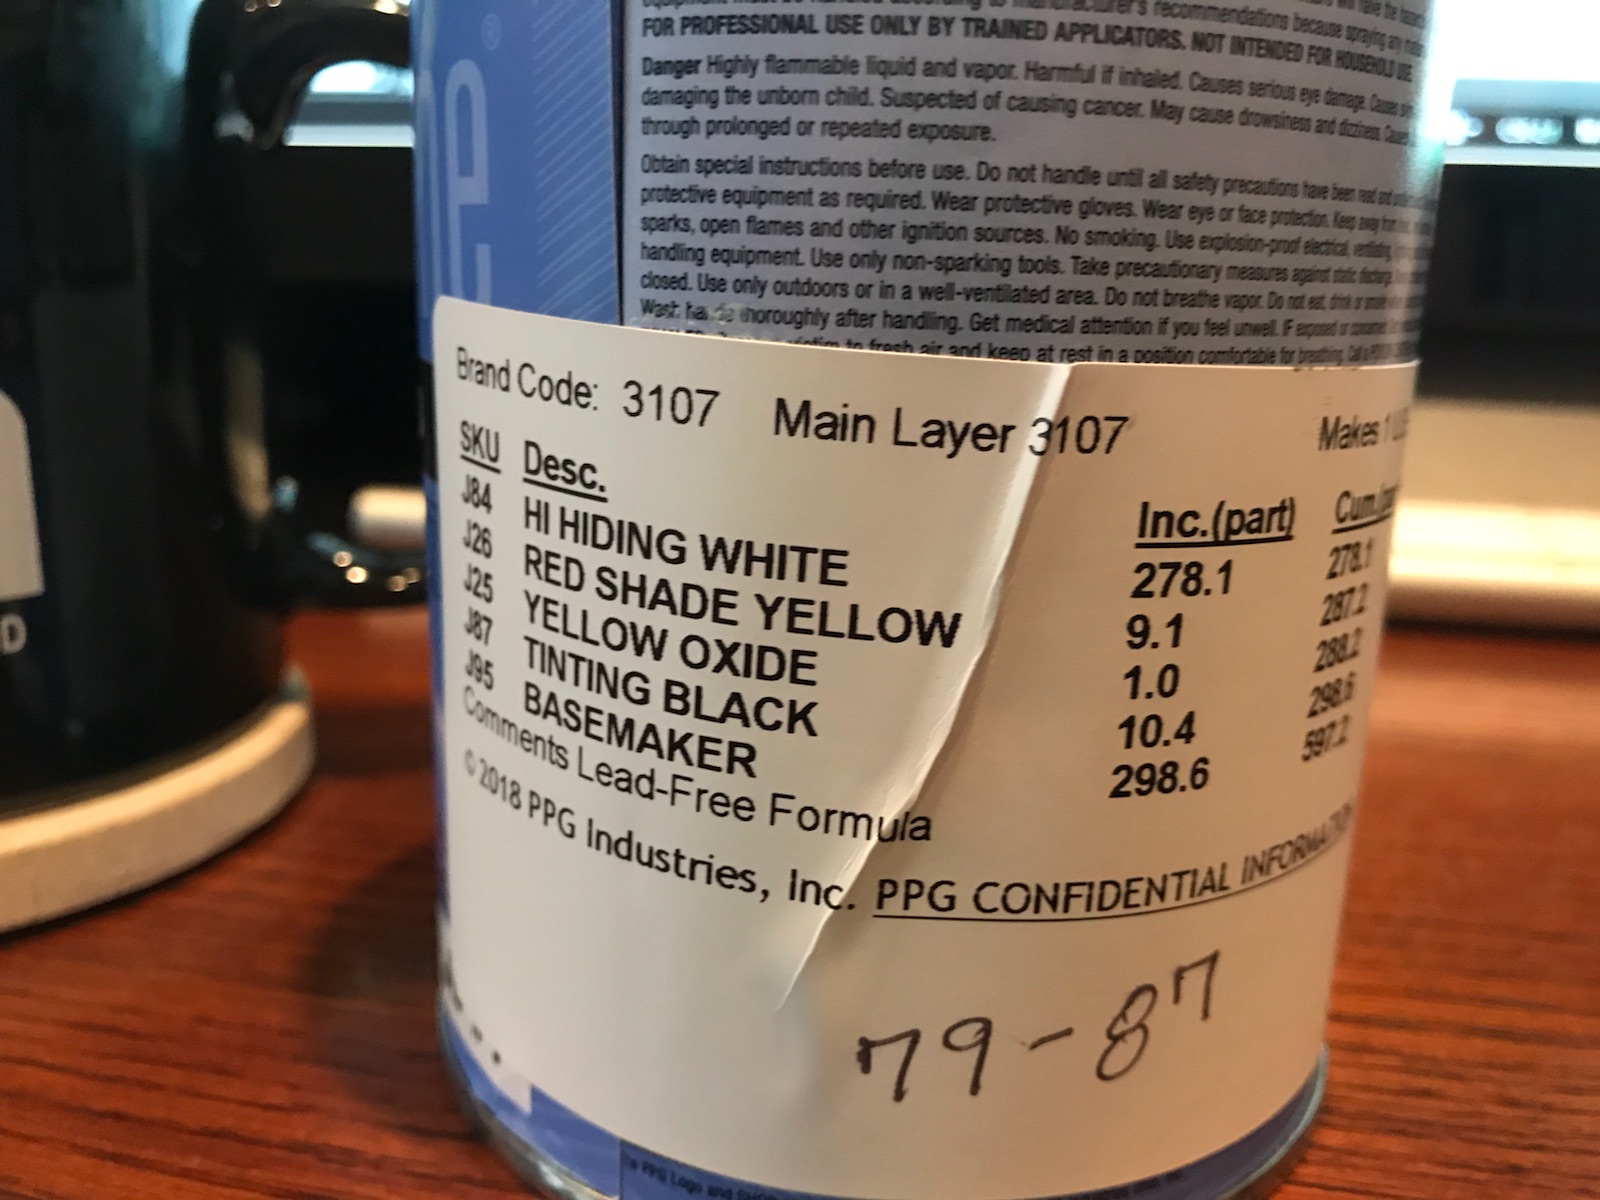 manufacturer's recommendations because spraying any
FOR PROFESSIONAL USE ONLY BY TRAINED APPLICATORS. NOT INTENDED FOR HOUSEHOLD USE
Danger Highly flammable liquid and vapor. Harmful if inhaled. Causes serious eye damage. Causes
damaging the unborn child. Suspected of causing cancer. May cause drowsiness and dizziness.
through prolonged or repeated exposure.
Obtain special instructions before use. Do not handle until all safety precautions have been read and
protective equipment as required. Wear protective gloves. Wear eye or face protection. Keep away from
sparks, open flames and other ignition sources. No smoking. Use explosion-proof electrical, ventilating,
handling equipment. Use only non-sparking tools. Take precautionary measures against static discharge.
closed. Use only outdoors or in a well-ventilated area. Do not breathe vapor. Do not eat, drink or smoke
thoroughly after handling. Get medical attention if you feel unwell. IF exposed or concerned
victim to fresh air and keep at rest in a position comfortable for breathing. Call a
Brand Code: 3107 Main Layer 3107 Makes 1
SKU Desc. Inc.(part)
J84 HI HIDING WHITE 278.1 278.1
J26 RED SHADE YELLOW 9.1 287.2
J25 YELLOW OXIDE 1.0 288.2
J87 TINTING BLACK 10.4 298.6
J95 BASEMAKER 298.6 597.2
Comments Lead-Free Formula
© 2018 PPG Industries, Inc. PPG CONFIDENTIAL INFORMATION
79-87
D
PPG Logo and